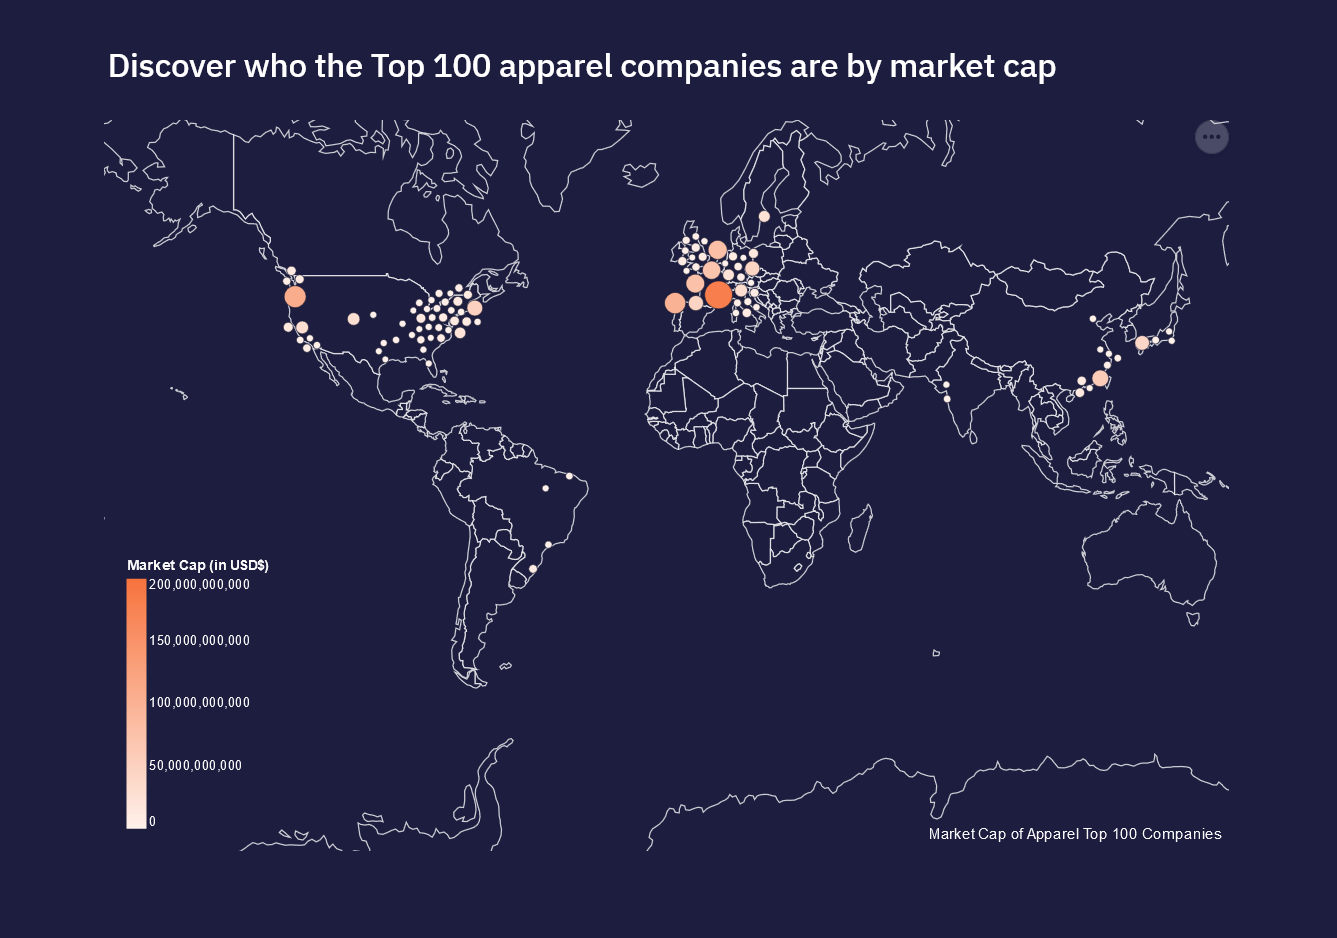 Discover who the Top 100 apparel companies are by market cap
Market Cap (in USD$)
200,000,000,000
150,000,000,000
100,000,000,000
50,000,000,000
0
Market Cap of Apparel Top 100 Companies